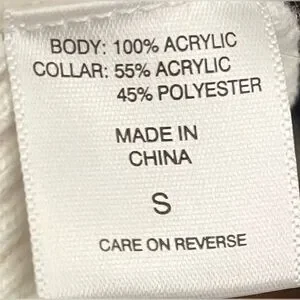 BODY: 100% ACRYLIC
COLLAR: 55% ACRYLIC
45% POLYESTER
MADE IN
CHINA
S
CARE ON REVERSE